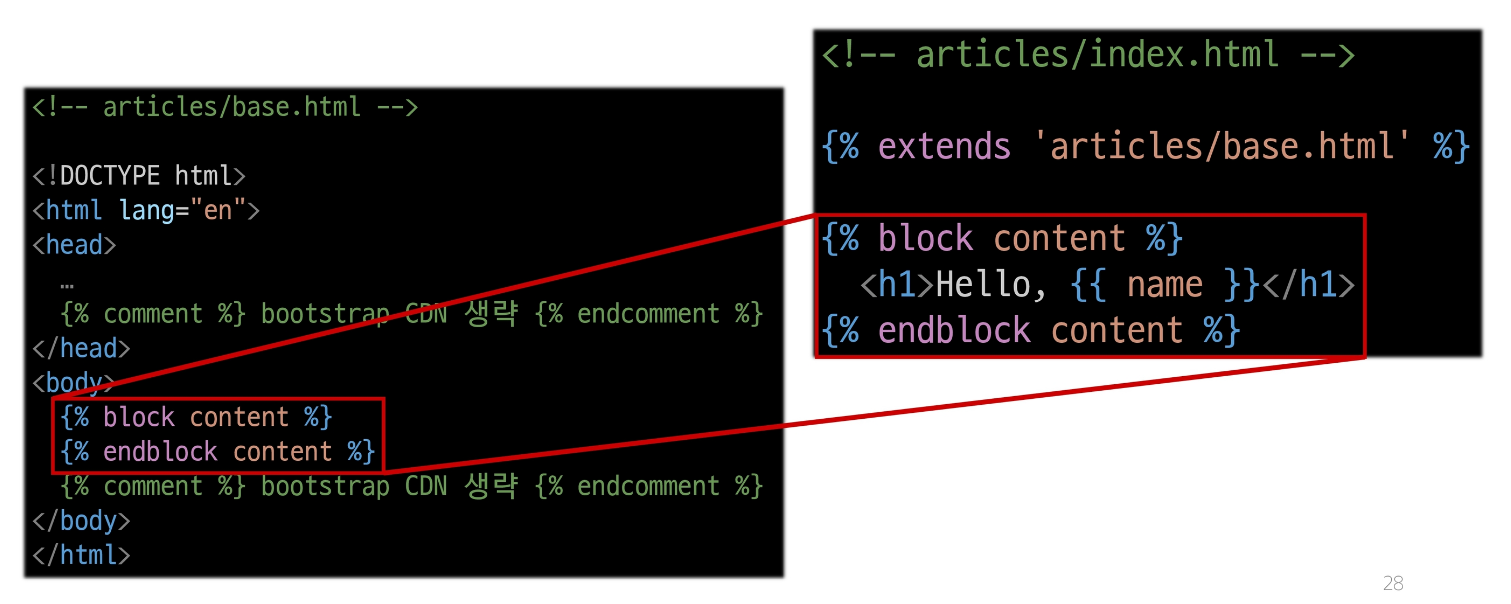 <!-- articles/base.html -->
<!DOCTYPE html>
<html lang="en">
<head>
…
{% comment %} bootstrap CDN 생략 {% endcomment %}
</head>
<body>
{% block content %}
{% endblock content %}
{% comment %} bootstrap CDN 생략 {% endcomment %}
</body>
</html>
<!-- articles/index.html -->
{% extends 'articles/base.html' %}
{% block content %}
<h1>Hello, {{ name }}</h1>
{% endblock content %}
28